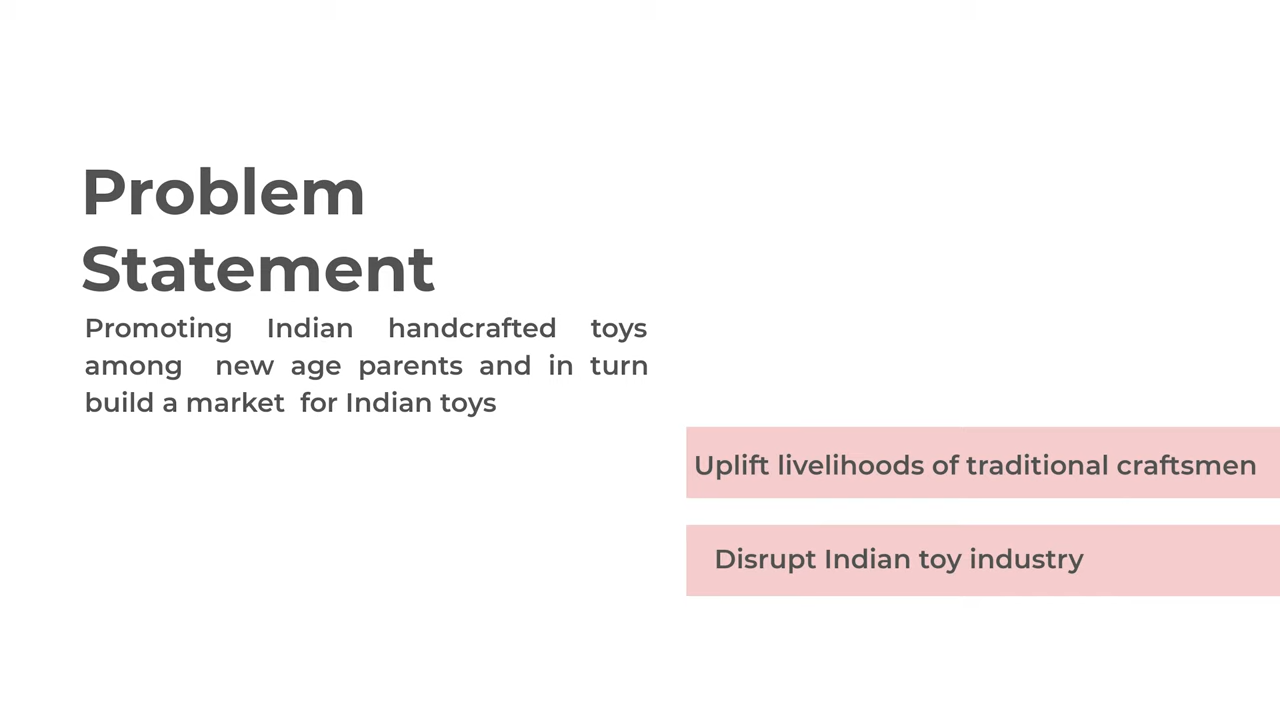 Problem
Statement
Promoting Indian handcrafted toys
among new age parents and in turn
build a market for Indian toys
Uplift livelihoods of traditional craftsmen
Disrupt Indian toy industry